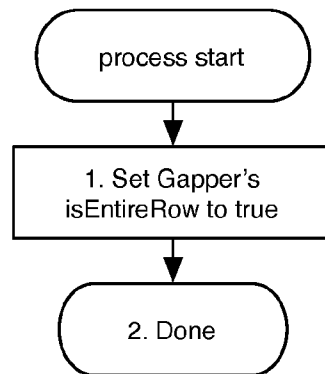 process start
1. Set Gapper's
isEntireRow to true
2. Done